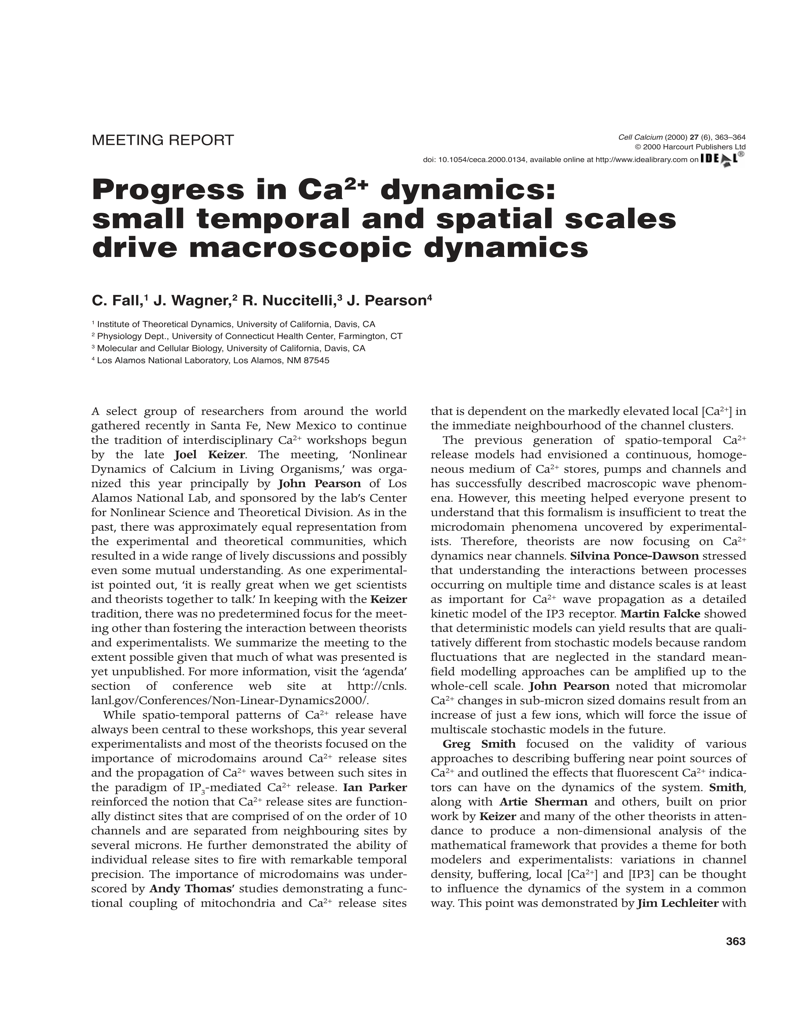 MEETING REPORT
Cell Calcium (2000) 27 (6), 363–364
© 2000 Harcourt Publishers Ltd
doi: 10.1054/ceca.2000.0134, available online at http://www.idealibrary.com on IDEAL®
Progress in Ca²⁺ dynamics:
small temporal and spatial scales
drive macroscopic dynamics
C. Fall,¹ J. Wagner,² R. Nuccitelli,³ J. Pearson⁴
¹ Institute of Theoretical Dynamics, University of California, Davis, CA
² Physiology Dept., University of Connecticut Health Center, Farmington, CT
³ Molecular and Cellular Biology, University of California, Davis, CA
⁴ Los Alamos National Laboratory, Los Alamos, NM 87545
A select group of researchers from around the world
gathered recently in Santa Fe, New Mexico to continue
the tradition of interdisciplinary Ca²⁺ workshops begun
by the late Joel Keizer. The meeting, ‘Nonlinear
Dynamics of Calcium in Living Organisms,’ was orga-
nized this year principally by John Pearson of Los
Alamos National Lab, and sponsored by the lab’s Center
for Nonlinear Science and Theoretical Division. As in the
past, there was approximately equal representation from
the experimental and theoretical communities, which
resulted in a wide range of lively discussions and possibly
even some mutual understanding. As one experimental-
ist pointed out, ‘it is really great when we get scientists
and theorists together to talk.’ In keeping with the Keizer
tradition, there was no predetermined focus for the meet-
ing other than fostering the interaction between theorists
and experimentalists. We summarize the meeting to the
extent possible given that much of what was presented is
yet unpublished. For more information, visit the ‘agenda’
section of conference web site at http://cnls.
lanl.gov/Conferences/Non-Linear-Dynamics2000/.
While spatio-temporal patterns of Ca²⁺ release have
always been central to these workshops, this year several
experimentalists and most of the theorists focused on the
importance of microdomains around Ca²⁺ release sites
and the propagation of Ca²⁺ waves between such sites in
the paradigm of IP₃-mediated Ca²⁺ release. Ian Parker
reinforced the notion that Ca²⁺ release sites are function-
ally distinct sites that are comprised of on the order of 10
channels and are separated from neighbouring sites by
several microns. He further demonstrated the ability of
individual release sites to fire with remarkable temporal
precision. The importance of microdomains was under-
scored by Andy Thomas’ studies demonstrating a func-
tional coupling of mitochondria and Ca²⁺ release sites
that is dependent on the markedly elevated local [Ca²⁺] in
the immediate neighbourhood of the channel clusters.
The previous generation of spatio-temporal Ca²⁺
release models had envisioned a continuous, homoge-
neous medium of Ca²⁺ stores, pumps and channels and
has successfully described macroscopic wave phenom-
ena. However, this meeting helped everyone present to
understand that this formalism is insufficient to treat the
microdomain phenomena uncovered by experimental-
ists. Therefore, theorists are now focusing on Ca²⁺
dynamics near channels. Silvina Ponce-Dawson stressed
that understanding the interactions between processes
occurring on multiple time and distance scales is at least
as important for Ca²⁺ wave propagation as a detailed
kinetic model of the IP3 receptor. Martin Falcke showed
that deterministic models can yield results that are quali-
tatively different from stochastic models because random
fluctuations that are neglected in the standard mean-
field modelling approaches can be amplified up to the
whole-cell scale. John Pearson noted that micromolar
Ca²⁺ changes in sub-micron sized domains result from an
increase of just a few ions, which will force the issue of
multiscale stochastic models in the future.
Greg Smith focused on the validity of various
approaches to describing buffering near point sources of
Ca²⁺ and outlined the effects that fluorescent Ca²⁺ indica-
tors can have on the dynamics of the system. Smith,
along with Artie Sherman and others, built on prior
work by Keizer and many of the other theorists in atten-
dance to produce a non-dimensional analysis of the
mathematical framework that provides a theme for both
modelers and experimentalists: variations in channel
density, buffering, local [Ca²⁺] and [IP3] can be thought
to influence the dynamics of the system in a common
way. This point was demonstrated by Jim Lechleiter with
363